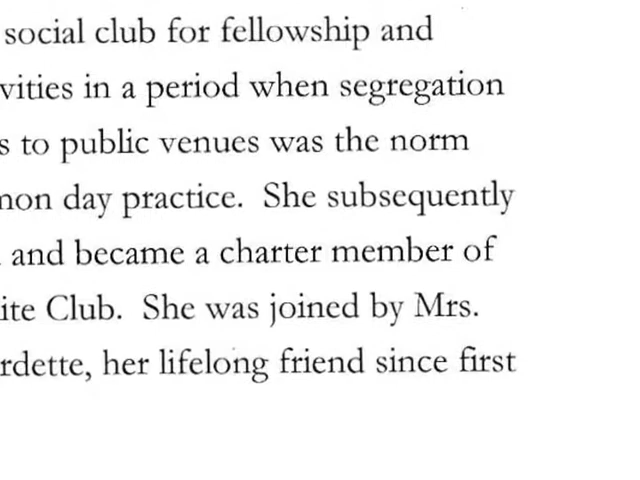 social club for fellowship and
vities in a period when segregation
s to public venues was the norm
mon day practice.  She subsequently
and became a charter member of
ite Club.  She was joined by Mrs.
rdette, her lifelong friend since first